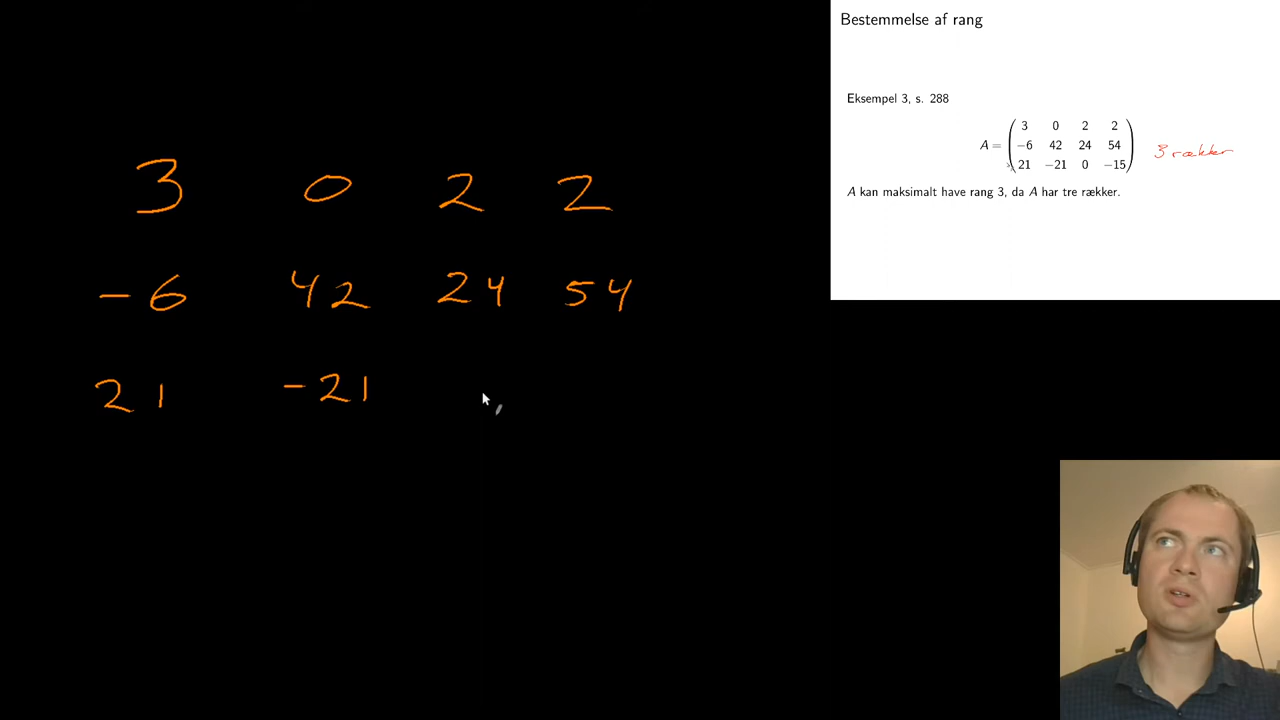 3 0 2 2
-6 42 24 54
21 -21
Bestemmelse af rang
Eksempel 3, s. 288
3 0 2 2
A = −6 42 24 54 3 rækker
21 −21 0 −15
A kan maksimalt have rang 3, da A har tre rækker.